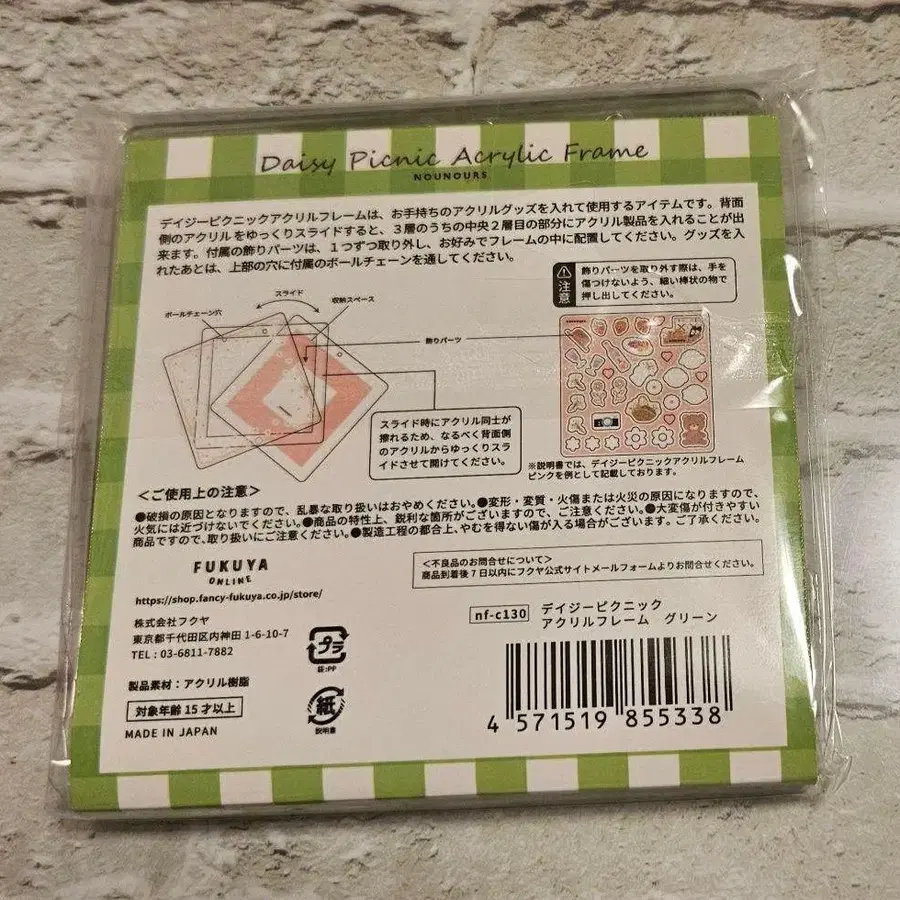 Daisy Picnic Acrylic Frame
NOUNOURS
デイジーピクニックアクリルフレームは、お手持ちのアクリルグッズを入れて使用するアイテムです。背面
側のアクリルをゆっくりスライドすると、3層のうちの中央2層目の部分にアクリル製品を入れることが出
来ます。付属の飾りパーツは、1つずつ取り外し、お好みでフレームの中に配置してください。グッズを入
れたあとは、上部の穴に付属のボールチェーンを通してください。
注意
飾りパーツを取り外す際は、手を
傷つけないよう、細い棒状の物で
押し出してください。
スライド
ボールチェーン穴
収納スペース
飾りパーツ
スライド時にアクリル同士が
擦れるため、なるべく背面側
のアクリルからゆっくりスラ
イドさせて開けてください。
※説明書では、デイジーピクニックアクリルフレーム
ピンクを例として記載しております。
＜ご使用上の注意＞
●破損の原因となりますので、乱暴な取り扱いはおやめください。●変形・変質・火傷または火災の原因になりますので、
火気には近づけないでください。●商品の特性上、鋭利な箇所がございますので、ご注意ください。●大変傷が付きやすい
商品ですので、取り扱いにご注意ください。●製造工程の都合上、やむを得ない傷が入る場合がございます。ご了承ください。
FUKUYA
ONLINE
https://shop.fancy-fukuya.co.jp/store/
＜不良品のお問合せについて＞
商品到着後7日以内にフクヤ公式サイトメールフォームよりお問合せください。
株式会社フクヤ
東京都千代田区内神田 1-6-10-7
TEL : 03-6811-7882
プラ
袋:PP
nf-c130 デイジーピクニック
アクリルフレーム グリーン
製品素材：アクリル樹脂
対象年齢 15才以上
MADE IN JAPAN
紙
説明書
4 571519 855338